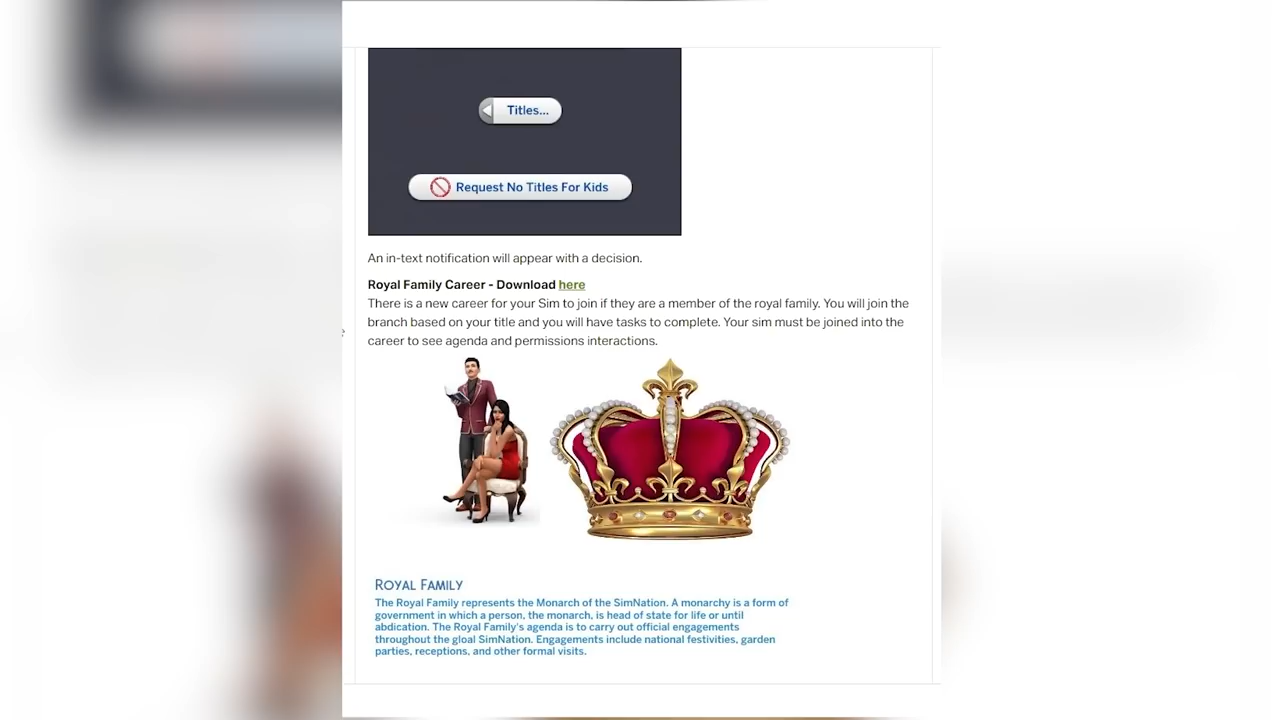 Titles...
Request No Titles For Kids
An in-text notification will appear with a decision.
Royal Family Career - Download here
There is a new career for your Sim to join if they are a member of the royal family. You will join the
branch based on your title and you will have tasks to complete. Your sim must be joined into the
career to see agenda and permissions interactions.
ROYAL FAMILY
The Royal Family represents the Monarch of the SimNation. A monarchy is a form of
government in which a person, the monarch, is head of state for life or until
abdication. The Royal Family's agenda is to carry out official engagements
throughout the gloal SimNation. Engagements include national festivities, garden
parties, receptions, and other formal visits.